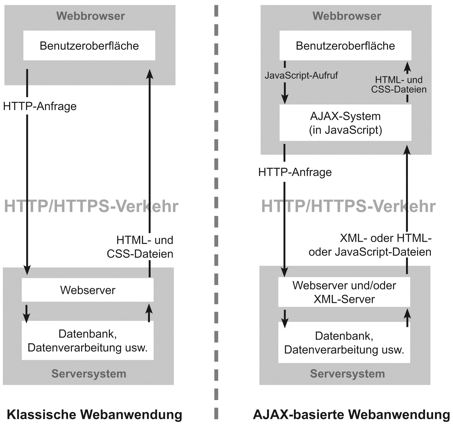 Webbrowser
Benutzeroberfläche
HTTP-Anfrage
HTTP/HTTPS-Verkehr
HTML- und
CSS-Dateien
Webserver
Datenbank,
Datenverarbeitung usw.
Serversystem
Klassische Webanwendung
Webbrowser
Benutzeroberfläche
JavaScript-Aufruf
HTML- und
CSS-Dateien
AJAX-System
(in JavaScript)
HTTP-Anfrage
HTTP/HTTPS-Verkehr
XML- oder HTML-
oder JavaScript-Dateien
Webserver und/oder
XML-Server
Datenbank,
Datenverarbeitung usw.
Serversystem
AJAX-basierte Webanwendung